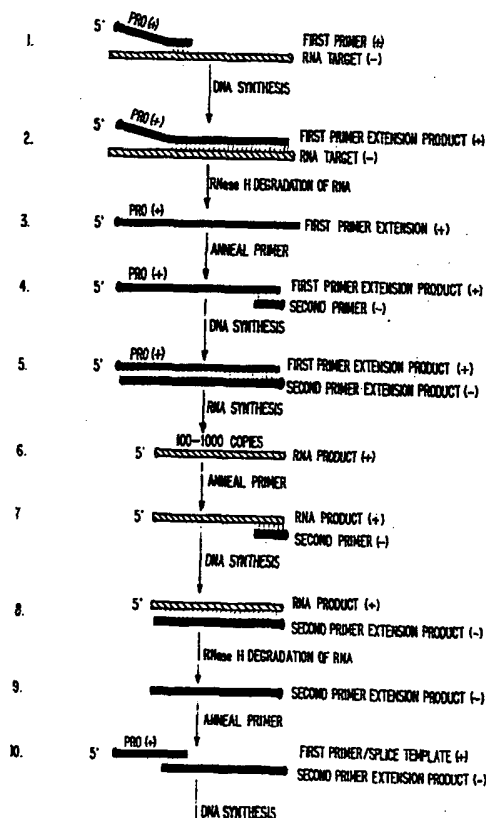 5' PRO (+)
1. FIRST PRIMER (+)
RNA TARGET (-)
DNA SYNTHESIS
5' PRO (+)
2. FIRST PRIMER EXTENSION PRODUCT (+)
RNA TARGET (-)
RNase H DEGRADATION OF RNA
PRO (+)
3. 5' FIRST PRIMER EXTENSION (+)
ANNEAL PRIMER
PRO (+)
4. 5' FIRST PRIMER EXTENSION PRODUCT (+)
SECOND PRIMER (-)
DNA SYNTHESIS
PRO (+)
5. 5' FIRST PRIMER EXTENSION PRODUCT (+)
SECOND PRIMER EXTENSION PRODUCT (-)
RNA SYNTHESIS
100-1000 COPIES
6. 5' RNA PRODUCT (+)
ANNEAL PRIMER
7 5' RNA PRODUCT (+)
SECOND PRIMER (-)
DNA SYNTHESIS
5' RNA PRODUCT (+)
8. SECOND PRIMER EXTENSION PRODUCT (-)
RNase H DEGRADATION OF RNA
9. SECOND PRIMER EXTENSION PRODUCT (-)
ANNEAL PRIMER
PRO (+)
10. 5' FIRST PRIMER/SPLICE TEMPLATE (+)
SECOND PRIMER EXTENSION PRODUCT (-)
DNA SYNTHESIS